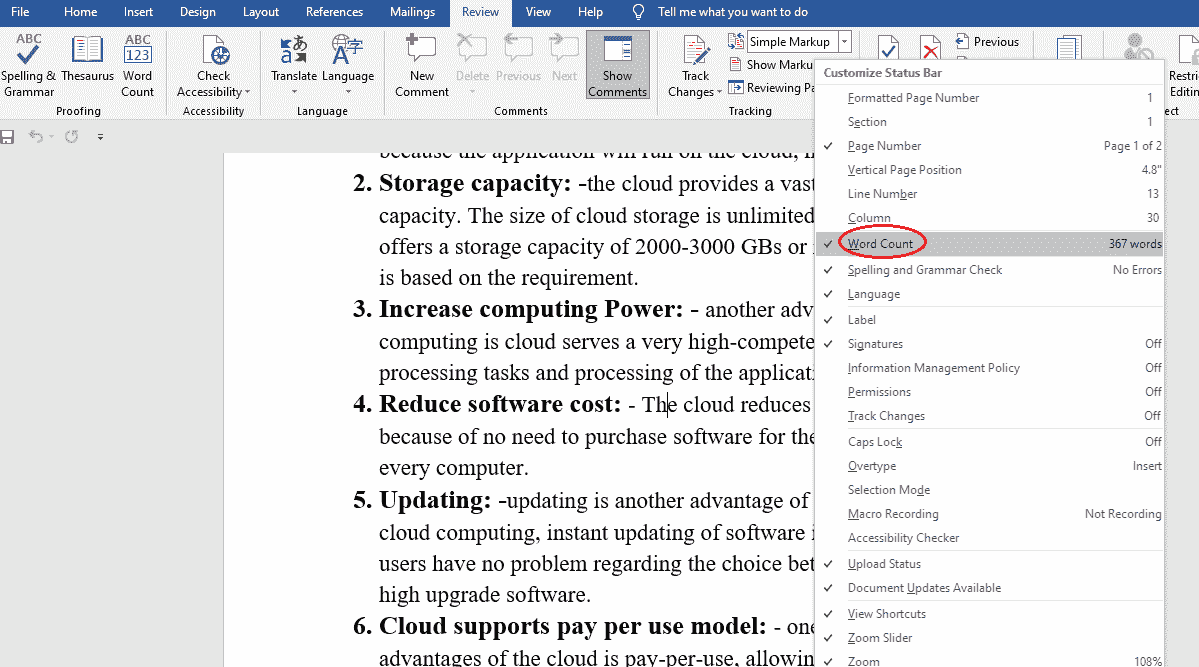 File Home Insert Design Layout References Mailings Review View Help Tell me what you want to do
ABC Spelling & Grammar
Thesaurus
ABC 123 Word Count
Proofing
Check Accessibility
Accessibility
Translate
Language
Language
New Comment
Delete
Previous
Next
Show Comments
Comments
Track Changes
Simple Markup
Show Marku
Reviewing Pa
Tracking
Previous
Restri
Editin
ect
Customize Status Bar
Formatted Page Number 1
Section 1
Page Number Page 1 of 2
Vertical Page Position 4.8"
Line Number 13
Column 30
Word Count 367 words
Spelling and Grammar Check No Errors
Language
Label
Signatures Off
Information Management Policy Off
Permissions Off
Track Changes Off
Caps Lock Off
Overtype Insert
Selection Mode
Macro Recording Not Recording
Accessibility Checker
Upload Status
Document Updates Available
View Shortcuts
Zoom Slider
Zoom 108%
because the application will run on the cloud,
2. Storage capacity: -the cloud provides a vast
capacity. The size of cloud storage is unlimited
offers a storage capacity of 2000-3000 GBs or
is based on the requirement.
3. Increase computing Power: - another adv
computing is cloud serves a very high-compete
processing tasks and processing of the applicati
4. Reduce software cost: - The cloud reduces
because of no need to purchase software for the
every computer.
5. Updating: -updating is another advantage of
cloud computing, instant updating of software i
users have no problem regarding the choice bet
high upgrade software.
6. Cloud supports pay per use model: - one
advantages of the cloud is pay-per-use, allowin